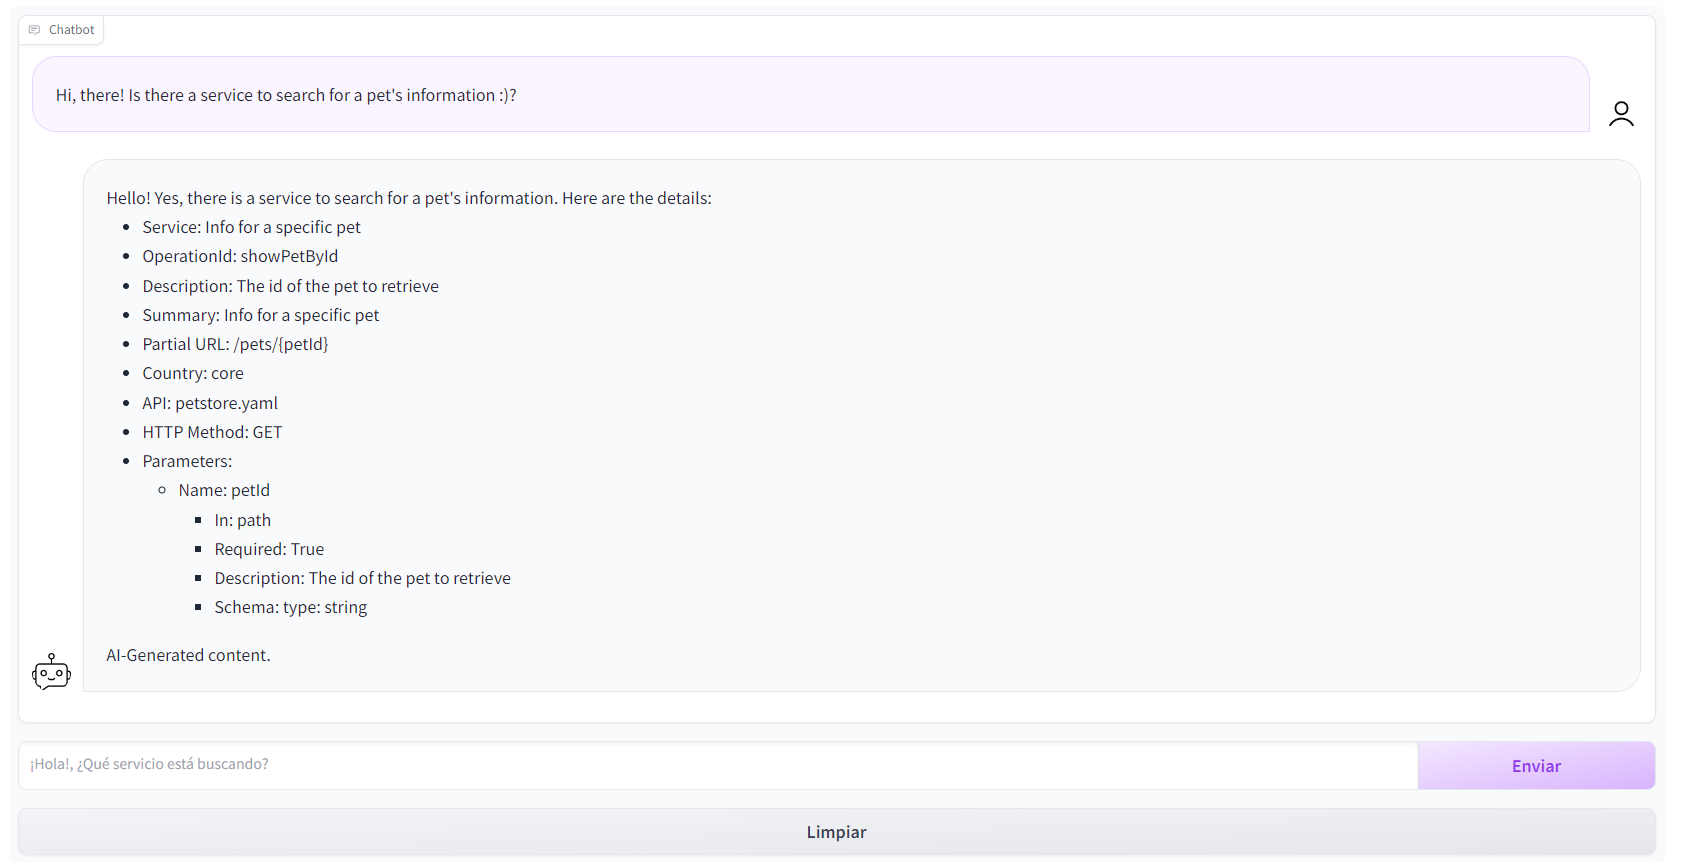 Chatbot
Hi, there! Is there a service to search for a pet's information :)?
Hello! Yes, there is a service to search for a pet's information. Here are the details:
Service: Info for a specific pet
OperationId: showPetById
Description: The id of the pet to retrieve
Summary: Info for a specific pet
Partial URL: /pets/{petId}
Country: core
API: petstore.yaml
HTTP Method: GET
Parameters:
Name: petId
In: path
Required: True
Description: The id of the pet to retrieve
Schema: type: string
AI-Generated content.
¡Hola!, ¿Qué servicio está buscando?
Enviar
Limpiar